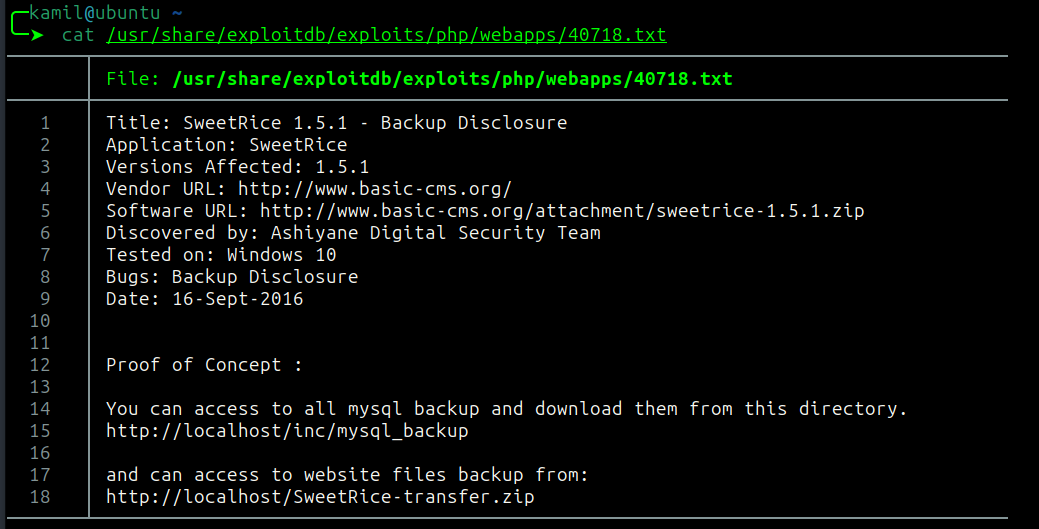 kamil@ubuntu ~
cat /usr/share/exploitdb/exploits/php/webapps/40718.txt
File: /usr/share/exploitdb/exploits/php/webapps/40718.txt
1 Title: SweetRice 1.5.1 - Backup Disclosure
2 Application: SweetRice
3 Versions Affected: 1.5.1
4 Vendor URL: http://www.basic-cms.org/
5 Software URL: http://www.basic-cms.org/attachment/sweetrice-1.5.1.zip
6 Discovered by: Ashiyane Digital Security Team
7 Tested on: Windows 10
8 Bugs: Backup Disclosure
9 Date: 16-Sept-2016
10
11
12 Proof of Concept :
13
14 You can access to all mysql backup and download them from this directory.
15 http://localhost/inc/mysql_backup
16
17 and can access to website files backup from:
18 http://localhost/SweetRice-transfer.zip